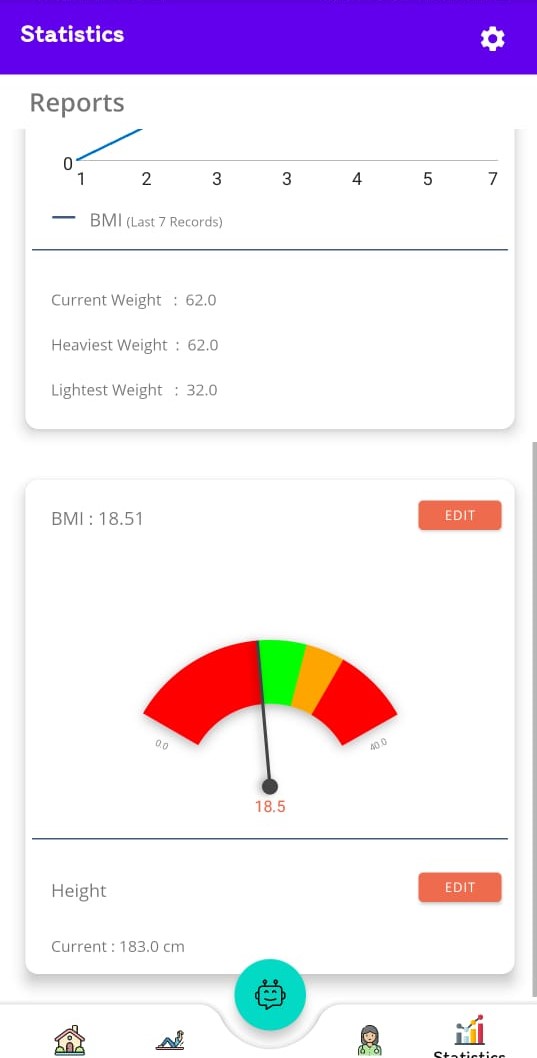 Statistics
Reports
0
1 2 3 3 4 5 7
BMI (Last 7 Records)
Current Weight : 62.0
Heaviest Weight : 62.0
Lightest Weight : 32.0
BMI : 18.51 EDIT
0.0 40.0
18.5
Height EDIT
Current : 183.0 cm
Statistics